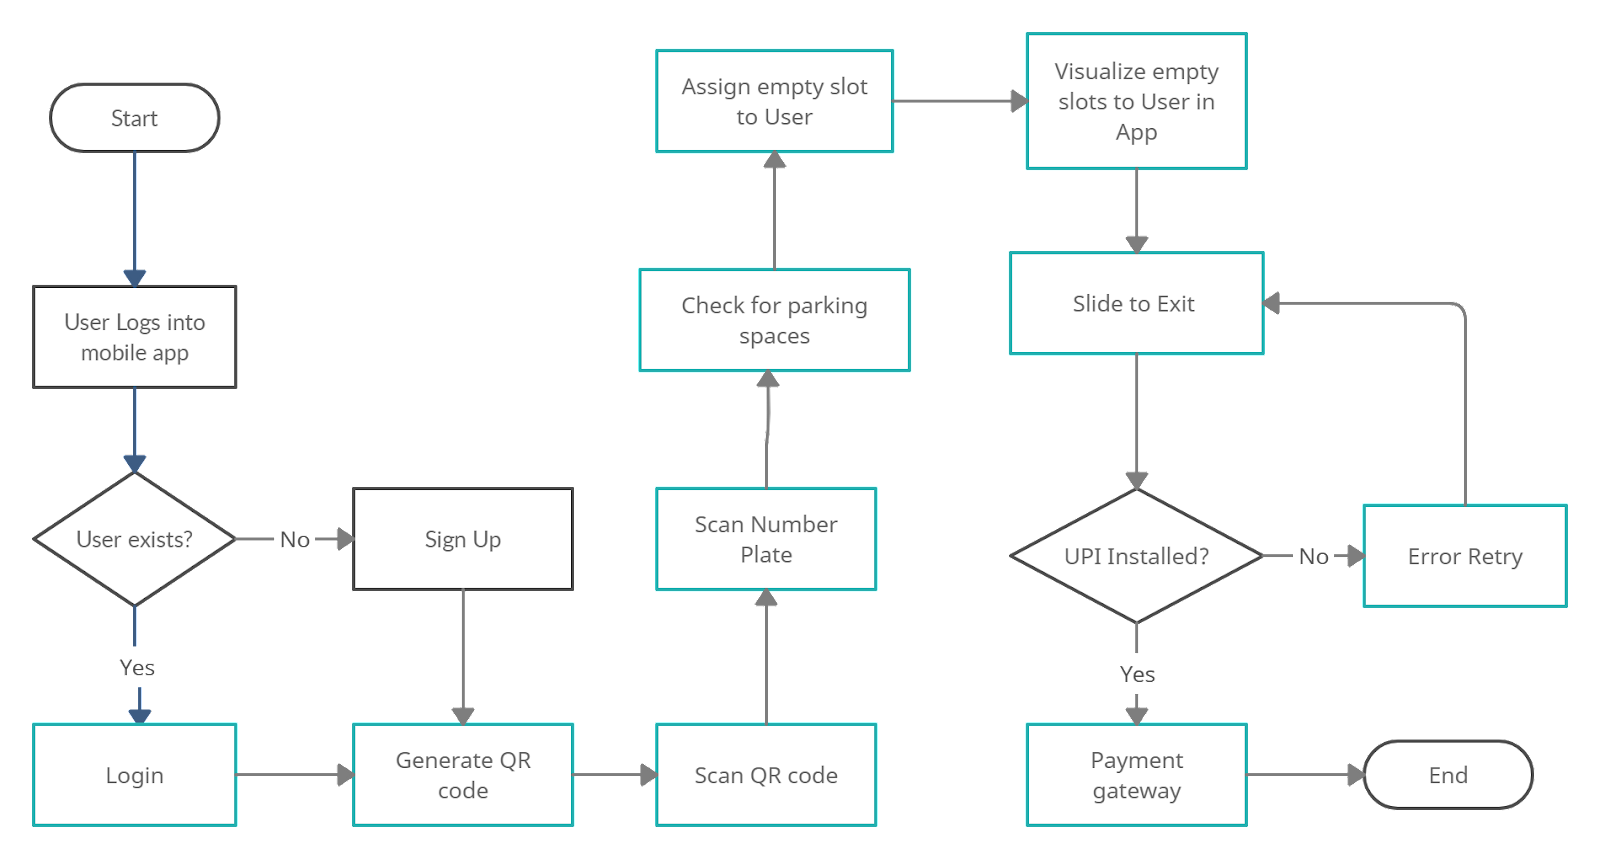 Start
User Logs into
mobile app
User exists?
No
Sign Up
Yes
Login
Generate QR
code
Scan QR code
Scan Number
Plate
Check for parking
spaces
Assign empty slot
to User
Visualize empty
slots to User in
App
Slide to Exit
UPI Installed?
No
Error Retry
Yes
Payment
gateway
End